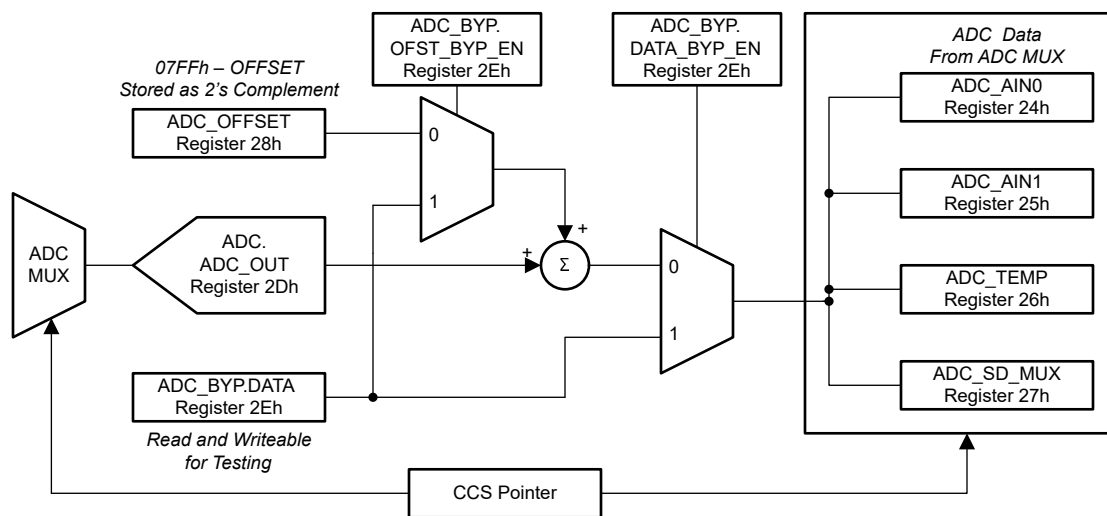 ADC_BYP.
OFST_BYP_EN
Register 2Eh
ADC_BYP.
DATA_BYP_EN
Register 2Eh
ADC Data
From ADC MUX
07FFh – OFFSET
Stored as 2's Complement
ADC_OFFSET
Register 28h
0
1
ADC_AIN0
Register 24h
ADC_AIN1
Register 25h
ADC
MUX
ADC.
ADC_OUT
Register 2Dh
+
+
Σ
0
1
ADC_TEMP
Register 26h
ADC_BYP.DATA
Register 2Eh
ADC_SD_MUX
Register 27h
Read and Writeable
for Testing
CCS Pointer